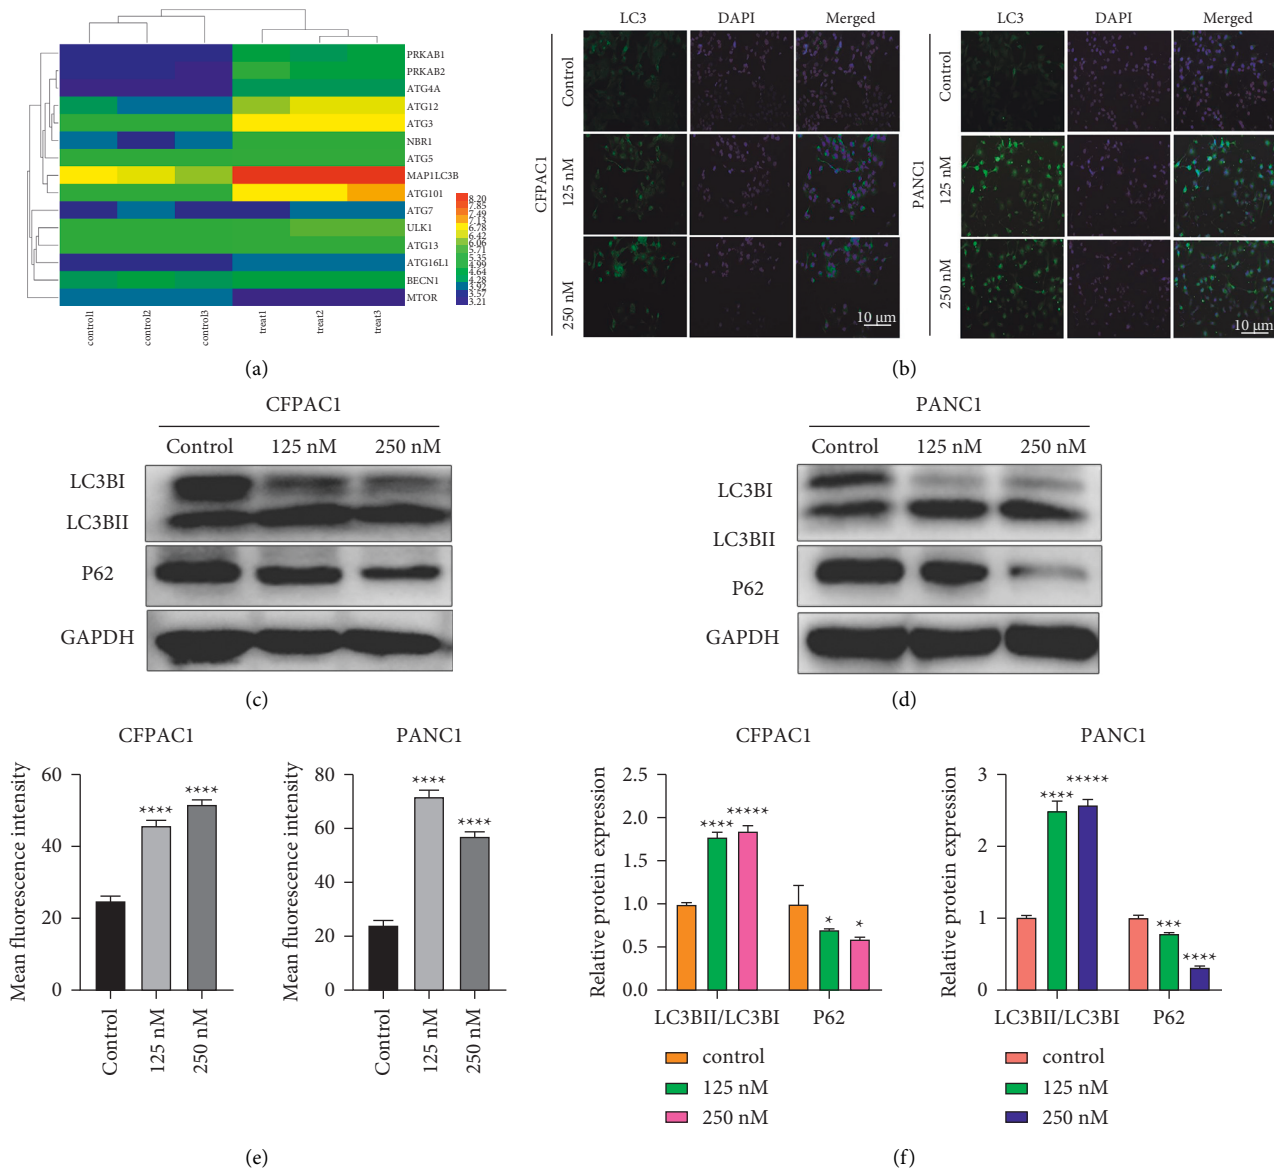 PRKAB1
PRKAB2
ATG4A
ATG12
ATG3
NBR1
ATG5
MAP1LC3B
ATG101
ATG7
ULK1
ATG13
ATG16L1
BECN1
MTOR
8.20
7.85
7.49
7.13
6.78
6.42
6.06
5.71
5.35
4.99
4.64
4.28
3.92
3.57
3.21
control1
control2
control3
treat1
treat2
treat3
(a)
LC3 DAPI Merged
CFPAC1
Control
125 nM
250 nM
10 µm
LC3 DAPI Merged
PANC1
Control
125 nM
250 nM
10 µm
(b)
CFPAC1
Control 125 nM 250 nM
LC3BI
LC3BII
P62
GAPDH
(c)
PANC1
Control 125 nM 250 nM
LC3BI
LC3BII
P62
GAPDH
(d)
CFPAC1
Mean fluorescence intensity
60
40
20
0
****
****
Control
125 nM
250 nM
PANC1
Mean fluorescence intensity
80
60
40
20
0
****
****
Control
125 nM
250 nM
(e)
CFPAC1
Relative protein expression
2.5
2.0
1.5
1.0
0.5
0.0
****
*****
*
*
LC3BII/LC3BI P62
control
125 nM
250 nM
PANC1
Relative protein expression
3
2
1
0
****
*****
***
****
LC3BII/LC3BI P62
control
125 nM
250 nM
(f)